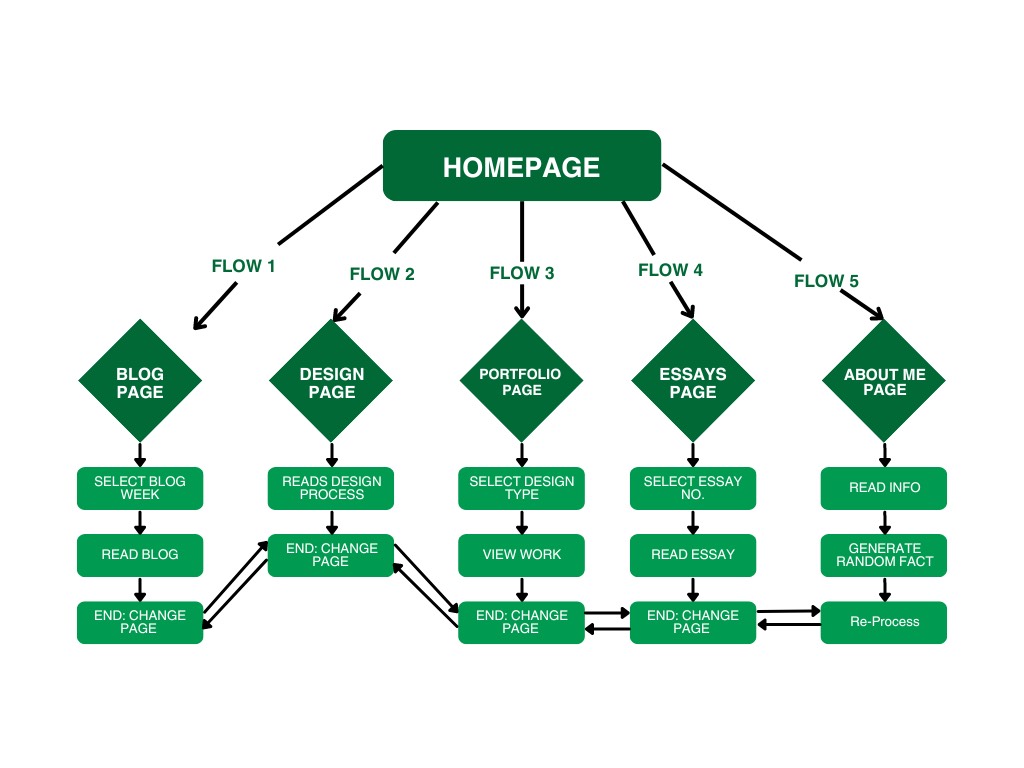 HOMEPAGE
FLOW 1
FLOW 2
FLOW 3
FLOW 4
FLOW 5
BLOG
PAGE
DESIGN
PAGE
PORTFOLIO
PAGE
ESSAYS
PAGE
ABOUT ME
PAGE
SELECT BLOG
WEEK
READS DESIGN
PROCESS
SELECT DESIGN
TYPE
SELECT ESSAY
NO.
READ INFO
READ BLOG
END: CHANGE
PAGE
VIEW WORK
READ ESSAY
GENERATE
RANDOM FACT
END: CHANGE
PAGE
END: CHANGE
PAGE
END: CHANGE
PAGE
Re-Process